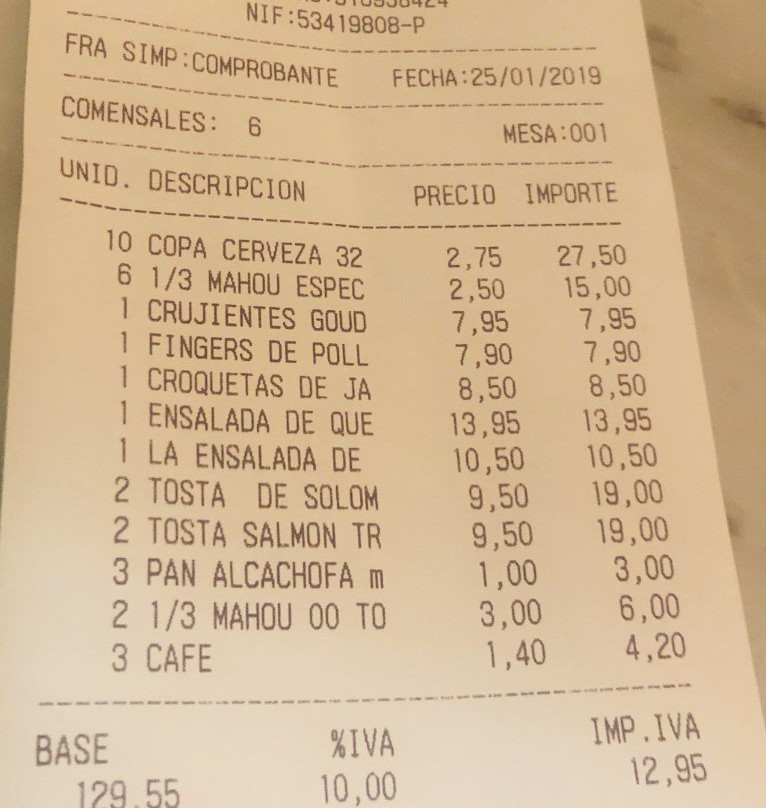 NIF:53419808-P
FRA SIMP:COMPROBANTE FECHA:25/01/2019
COMENSALES: 6 MESA:001
UNID. DESCRIPCION PRECIO IMPORTE
10 COPA CERVEZA 32 2,75 27,50
6 1/3 MAHOU ESPEC 2,50 15,00
1 CRUJIENTES GOUD 7,95 7,95
1 FINGERS DE POLL 7,90 7,90
1 CROQUETAS DE JA 8,50 8,50
1 ENSALADA DE QUE 13,95 13,95
1 LA ENSALADA DE 10,50 10,50
2 TOSTA DE SOLOM 9,50 19,00
2 TOSTA SALMON TR 9,50 19,00
3 PAN ALCACHOFA m 1,00 3,00
2 1/3 MAHOU 00 TO 3,00 6,00
3 CAFE 1,40 4,20
BASE %IVA IMP.IVA
129,55 10,00 12,95